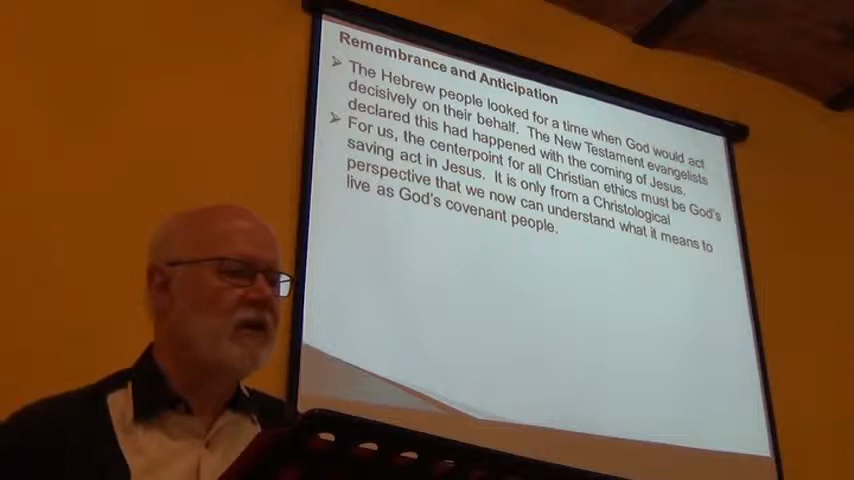 Remembrance and Anticipation
➢ The Hebrew people looked for a time when God would act
decisively on their behalf. The New Testament evangelists
declared this had happened with the coming of Jesus.
➢ For us, the centerpoint for all Christian ethics must be God's
saving act in Jesus. It is only from a Christological
perspective that we now can understand what it means to
live as God's covenant people.